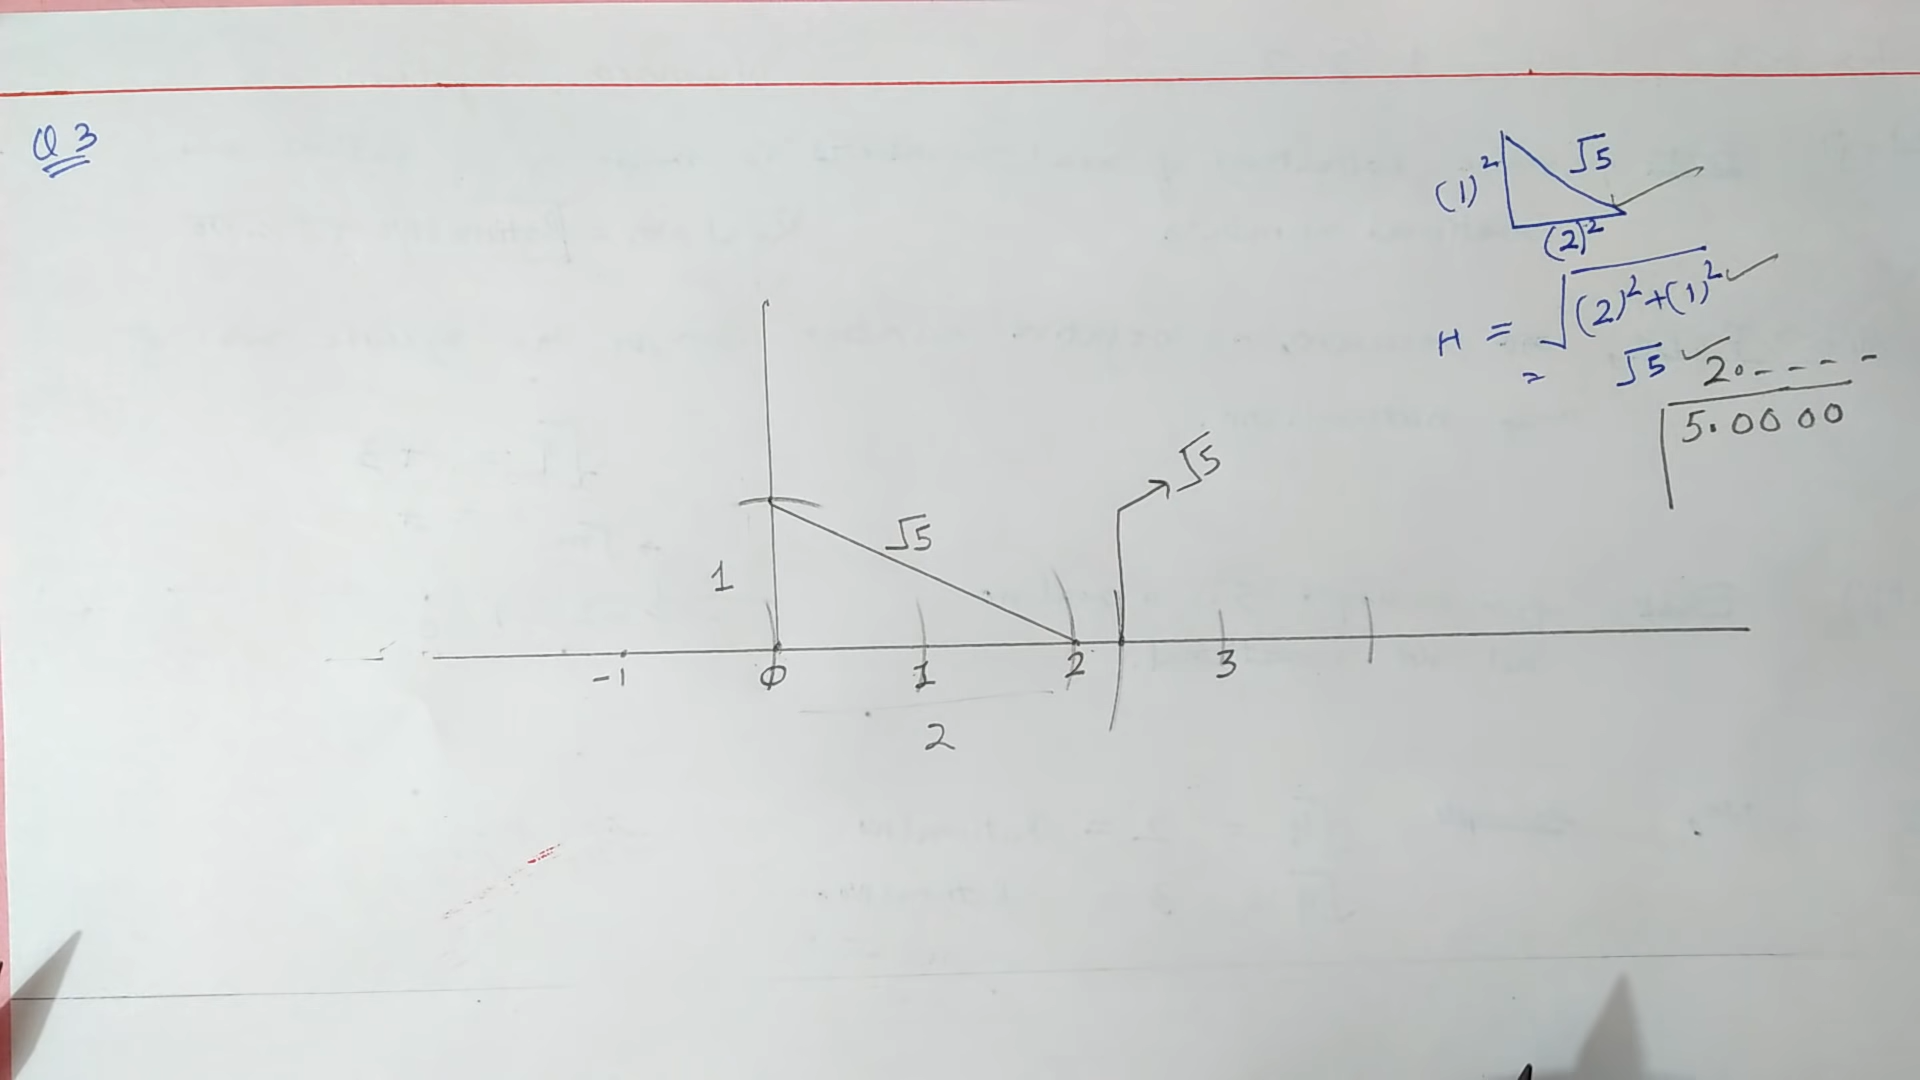 Q 3
(1)² √5
(2)²
H = √(2)²+(1)²
= √5 2.----
5.0000
√5
√5
1
-1 0 1 2 3
2